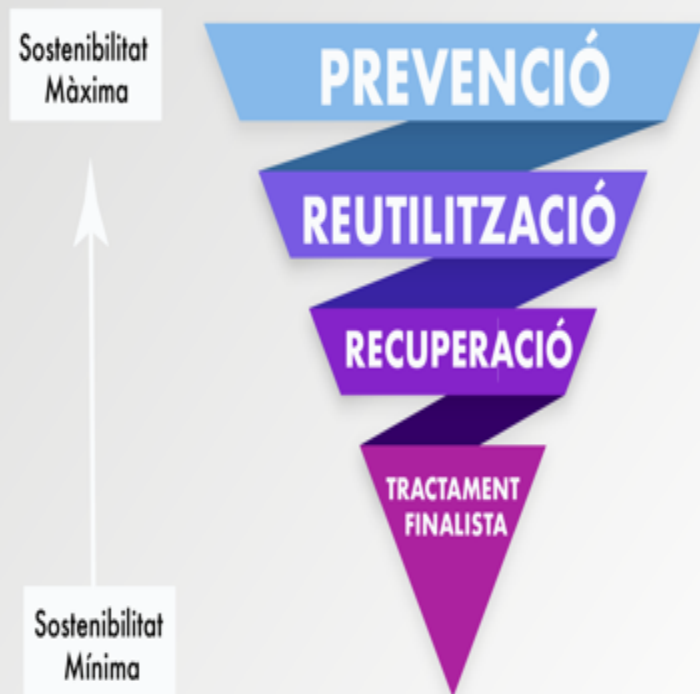 Sostenibilitat
Màxima
PREVENCIÓ
REUTILITZACIÓ
RECUPERACIÓ
TRACTAMENT
FINALISTA
Sostenibilitat
Mínima